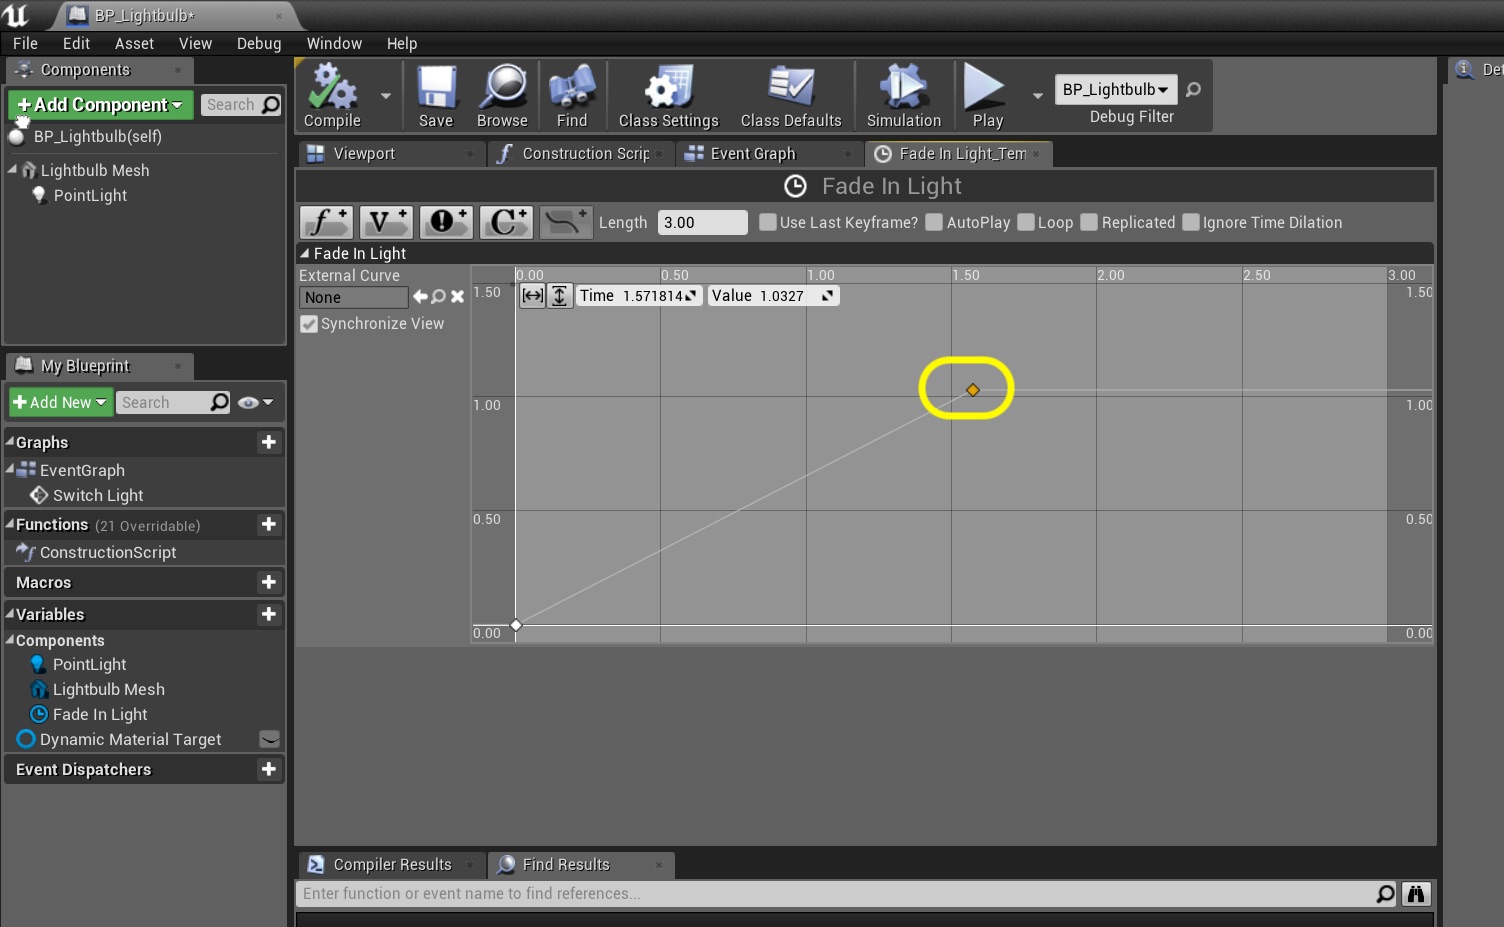 BP_Lightbulb*
File Edit Asset View Debug Window Help
Components
+Add Component
Search
BP_Lightbulb(self)
Lightbulb Mesh
PointLight
Compile Save Browse Find Class Settings Class Defaults Simulation Play
BP_Lightbulb
Debug Filter
Det
Viewport Construction Scrip Event Graph Fade In Light_Tem
Fade In Light
Length 3.00 Use Last Keyframe? AutoPlay Loop Replicated Ignore Time Dilation
Fade In Light
External Curve
None
Synchronize View
0.00 0.50 1.00 1.50 2.00 2.50 3.00
Time 1.571814 Value 1.0327
1.50 1.50
1.00 1.00
0.50 0.50
0.00 0.00
My Blueprint
+Add New Search
Graphs +
EventGraph
Switch Light
Functions (21 Overridable) +
ConstructionScript
Macros +
Variables +
Components
PointLight
Lightbulb Mesh
Fade In Light
Dynamic Material Target
Event Dispatchers +
Compiler Results Find Results
Enter function or event name to find references...